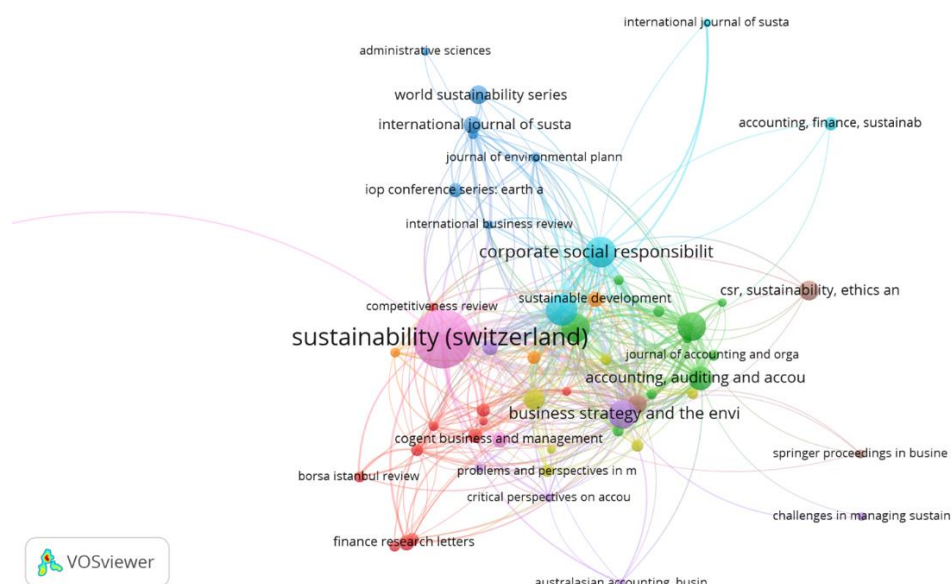 international journal of susta
administrative sciences
world sustainability series
international journal of susta
accounting, finance, sustainab
journal of environmental plann
iop conference series: earth a
international business review
corporate social responsibilit
csr, sustainability, ethics an
sustainable development
competitiveness review
sustainability (switzerland)
journal of accounting and orga
accounting, auditing and accou
business strategy and the envi
cogent business and management
springer proceedings in busine
problems and perspectives in m
borsa istanbul review
critical perspectives on accou
challenges in managing sustain
finance research letters
VOSviewer
australasian accounting, busin